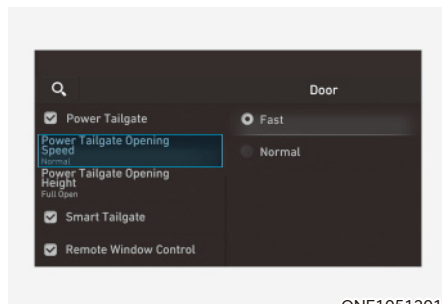 Door
Power Tailgate
Power Tailgate Opening
Speed
Normal
Power Tailgate Opening
Height
Full Open
Smart Tailgate
Remote Window Control
Fast
Normal